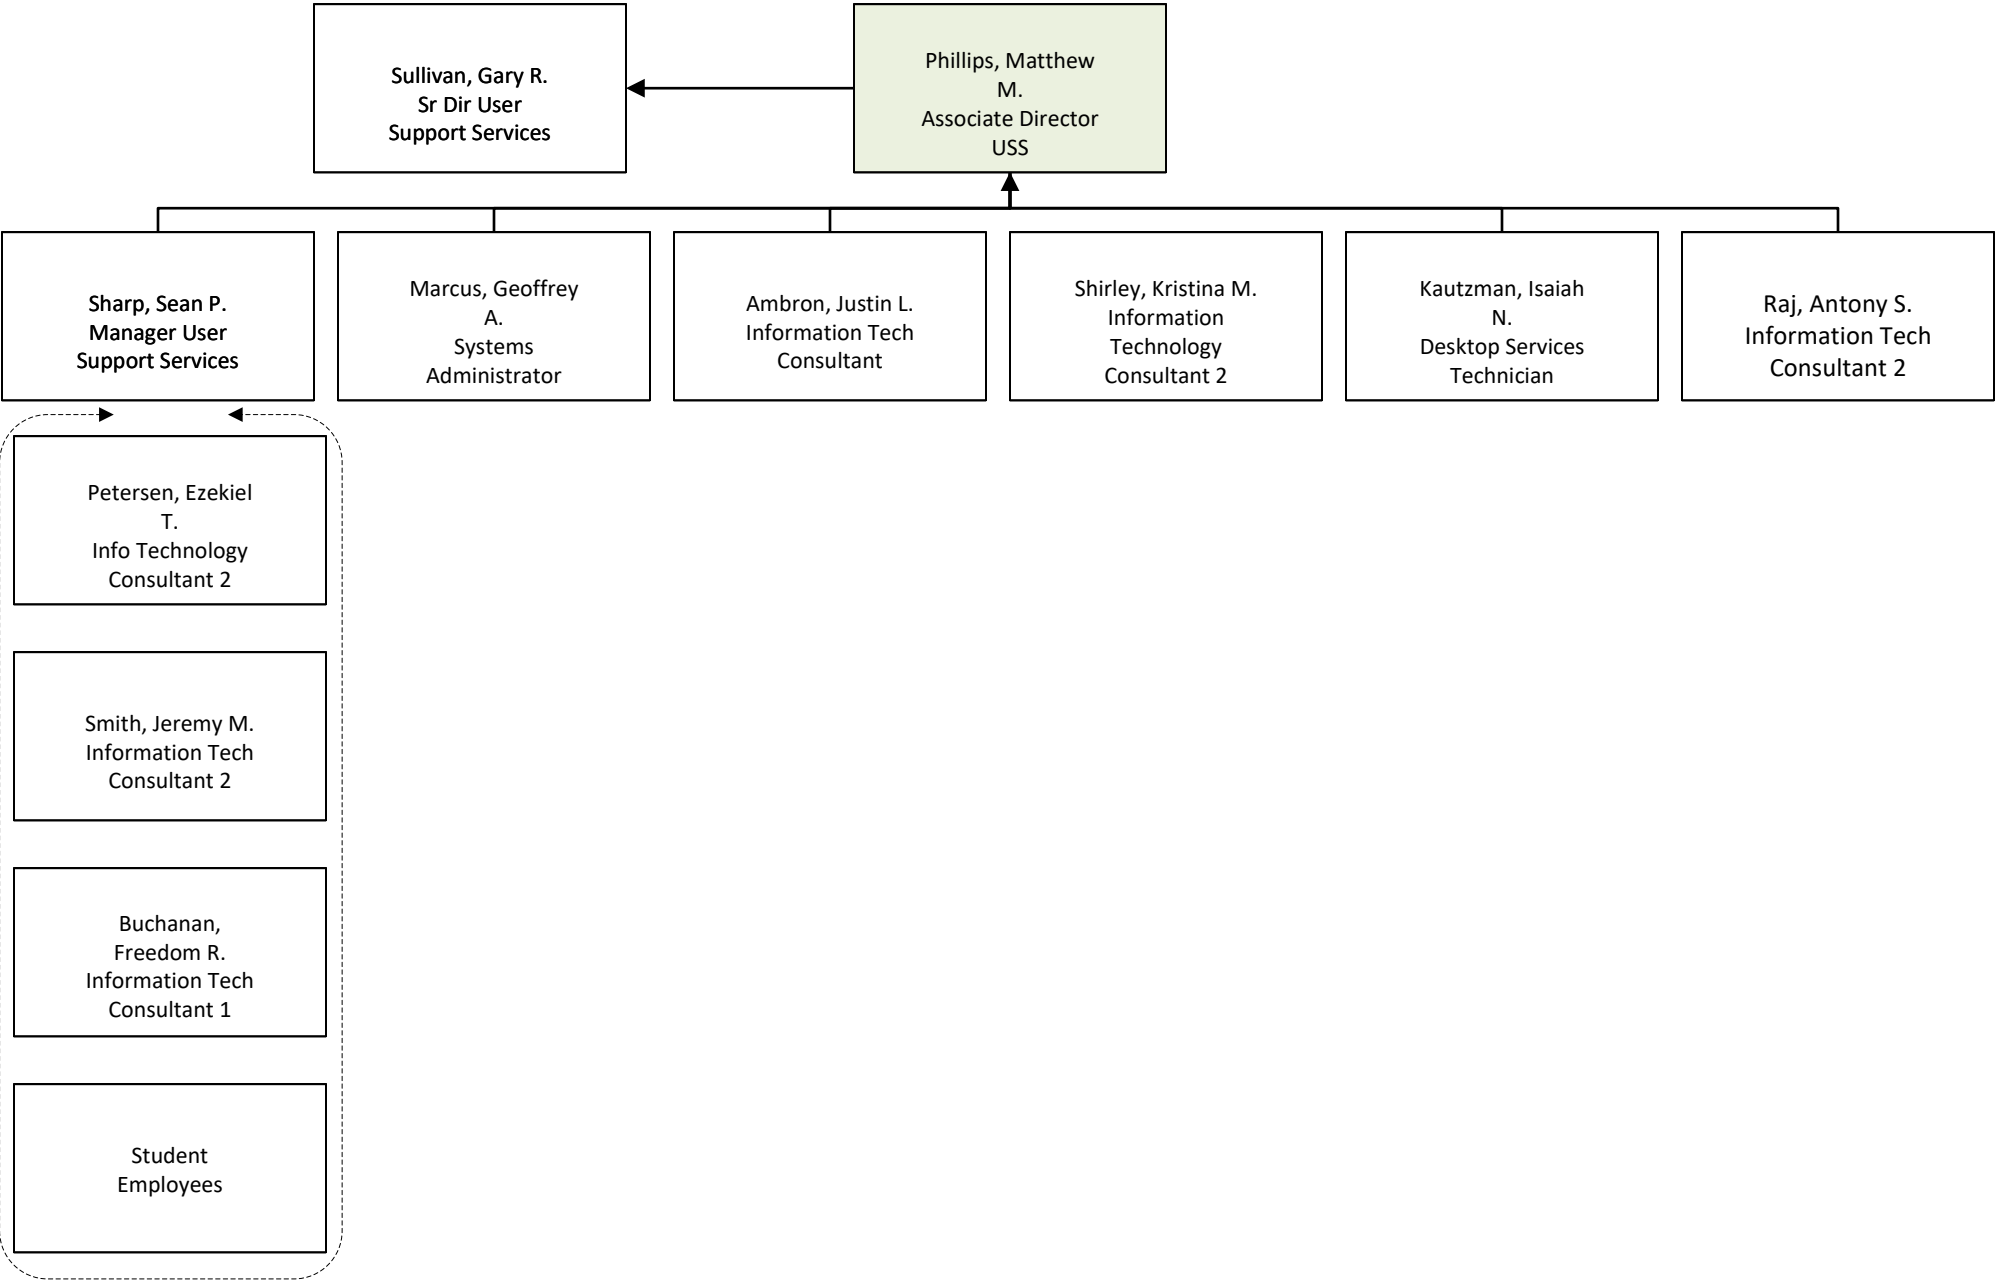 Sullivan, Gary R.
Sr Dir User
Support Services
Phillips, Matthew
M.
Associate Director
USS
Sharp, Sean P.
Manager User
Support Services
Marcus, Geoffrey
A.
Systems
Administrator
Ambron, Justin L.
Information Tech
Consultant
Shirley, Kristina M.
Information
Technology
Consultant 2
Kautzman, Isaiah
N.
Desktop Services
Technician
Raj, Antony S.
Information Tech
Consultant 2
Petersen, Ezekiel
T.
Info Technology
Consultant 2
Smith, Jeremy M.
Information Tech
Consultant 2
Buchanan,
Freedom R.
Information Tech
Consultant 1
Student
Employees